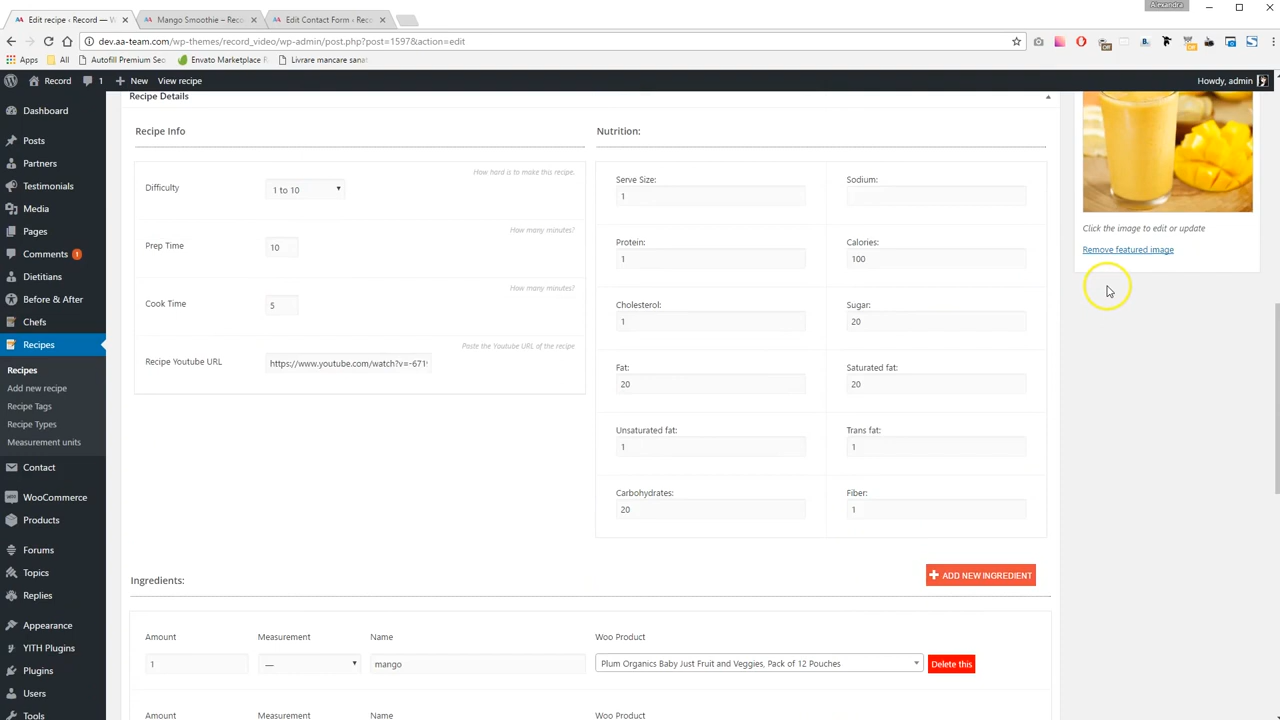 Alexandra
Edit recipe ‹ Record — W
Mango Smoothie – Reco
Edit Contact Form ‹ Reco
dev.aa-team.com/wp-themes/record_video/wp-admin/post.php?post=1597&action=edit
Apps
All
Autofill Premium Seo
Envato Marketplace R
Livrare mancare sanat
Record
1
New
View recipe
Howdy, admin
Dashboard
Posts
Partners
Testimonials
Media
Pages
Comments 1
Dietitians
Before & After
Chefs
Recipes
Recipes
Add new recipe
Recipe Tags
Recipe Types
Measurement units
Contact
WooCommerce
Products
Forums
Topics
Replies
Appearance
YITH Plugins
Plugins
Users
Tools
Recipe Details
Recipe Info
How hard is to make this recipe.
Difficulty
1 to 10
How many minutes?
Prep Time
10
How many minutes?
Cook Time
5
Paste the Youtube URL of the recipe
Recipe Youtube URL
https://www.youtube.com/watch?v=-671
Nutrition:
Serve Size:
1
Sodium:
Protein:
1
Calories:
100
Cholesterol:
1
Sugar:
20
Fat:
20
Saturated fat:
20
Unsaturated fat:
1
Trans fat:
1
Carbohydrates:
20
Fiber:
1
Click the image to edit or update
Remove featured image
Ingredients:
ADD NEW INGREDIENT
Amount
Measurement
Name
Woo Product
1
—
mango
Plum Organics Baby Just Fruit and Veggies, Pack of 12 Pouches
Delete this
Amount
Measurement
Name
Woo Product